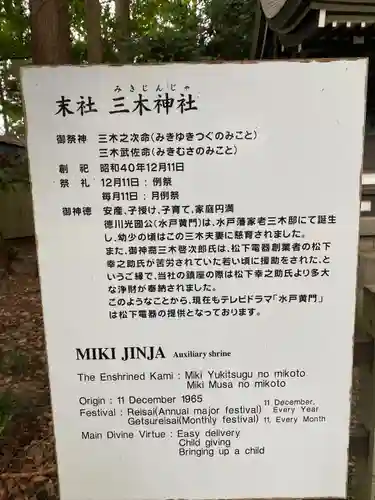 みきじんじゃ
末社 三木神社
御祭神 三木之次命(みきゆきつぐのみこと)
三木武佐命(みきむさのみこと)
創祀 昭和40年12月11日
祭礼 12月11日:例祭
毎月11日:月例祭
御神徳 安産、子授け、子育て、家庭円満
徳川光圀公(水戸黄門)は、水戸藩家老三木邸にて誕生
し、幼少の頃はこの三木夫妻に慈育されました。
また、御神裔三木啓次郎氏は、松下電器創業者の松下
幸之助氏が苦労されていた若い頃に援助をされた、と
いうご縁で、当社の鎮座の際は松下幸之助氏より多大
な浄財が奉納されました。
このようなことから、現在もテレビドラマ「水戸黄門」
は松下電器の提供となっております。
MIKI JINJA Auxiliary shrine
The Enshrined Kami : Miki Yukitsugu no mikoto
Miki Musa no mikoto
Origin : 11 December 1965
Festival : Reisai(Annual major festival) 11 December, Every Year
Getsureisai(Monthly festival) 11, Every Month
Main Divine Virtue : Easy delivery
Child giving
Bringing up a child